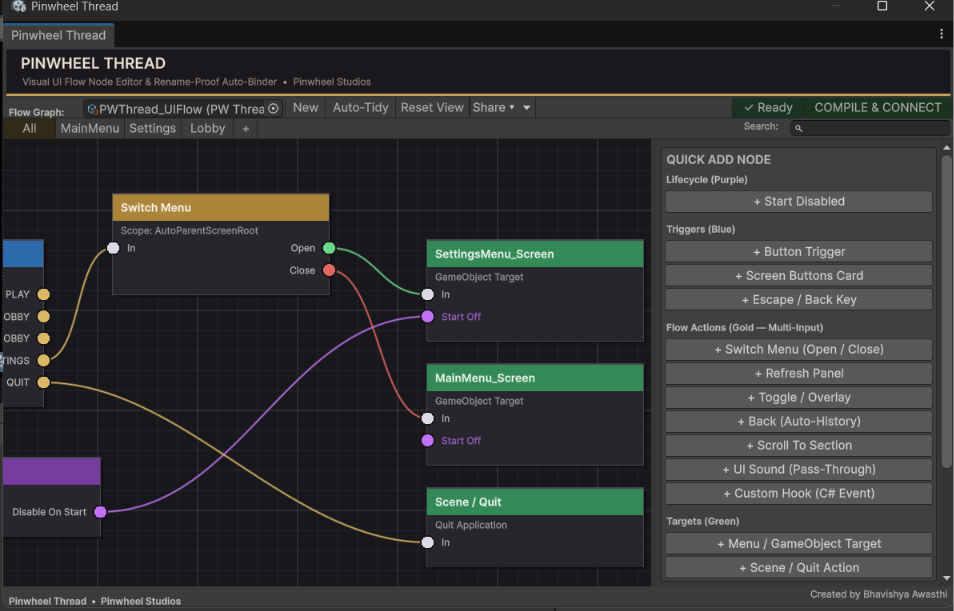 Pinwheel Thread
Pinwheel Thread
PINWHEEL THREAD
Visual UI Flow Node Editor & Rename-Proof Auto-Binder • Pinwheel Studios
Flow Graph: PWThread_UIFlow (PW Threa New Auto-Tidy Reset View Share ✓ Ready COMPILE & CONNECT
All MainMenu Settings Lobby + Search:
Switch Menu
Scope: AutoParentScreenRoot
In Open
Close
PLAY
OBBY
OBBY
TINGS
QUIT
Disable On Start
SettingsMenu_Screen
GameObject Target
In
Start Off
MainMenu_Screen
GameObject Target
In
Start Off
Scene / Quit
Quit Application
In
QUICK ADD NODE
Lifecycle (Purple)
+ Start Disabled
Triggers (Blue)
+ Button Trigger
+ Screen Buttons Card
+ Escape / Back Key
Flow Actions (Gold — Multi-Input)
+ Switch Menu (Open / Close)
+ Refresh Panel
+ Toggle / Overlay
+ Back (Auto-History)
+ Scroll To Section
+ UI Sound (Pass-Through)
+ Custom Hook (C# Event)
Targets (Green)
+ Menu / GameObject Target
+ Scene / Quit Action
Pinwheel Thread • Pinwheel Studios
Created by Bhavishya Awasthi